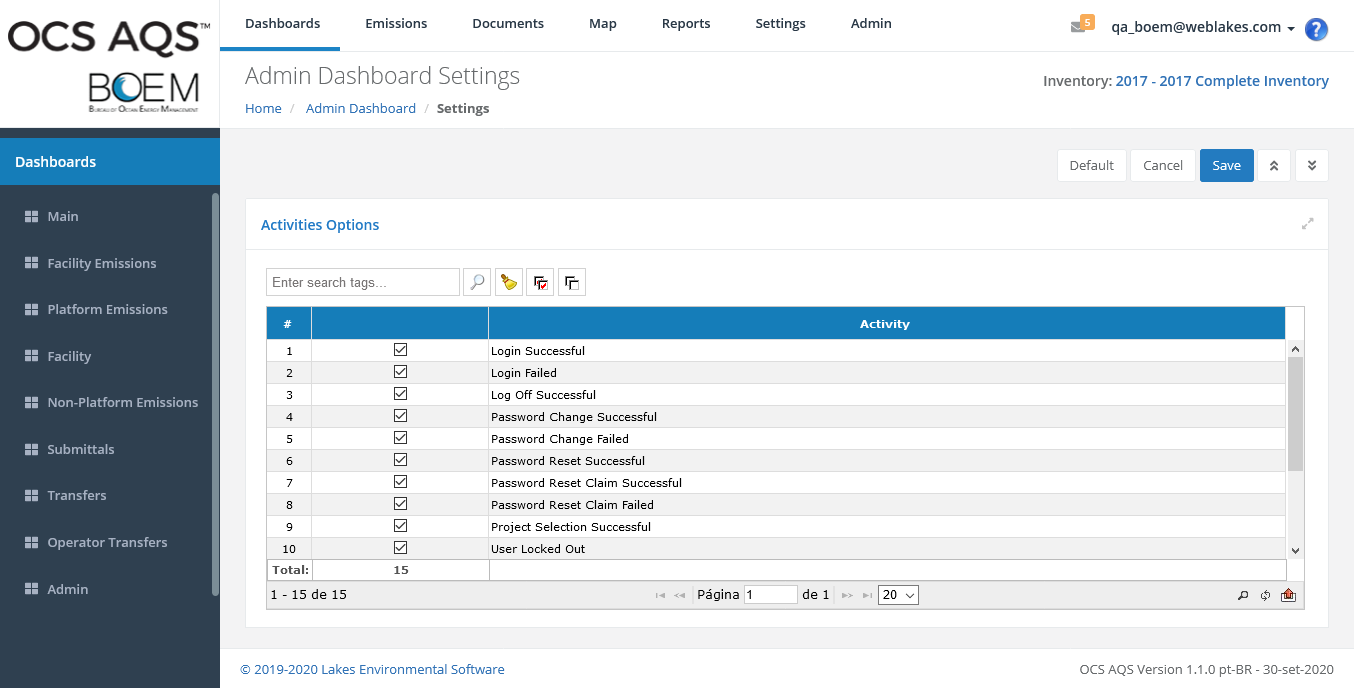 OCS AQS™
BOEM
Bureau of Ocean Energy Management
Dashboards Emissions Documents Map Reports Settings Admin
5
qa_boem@weblakes.com
?
Admin Dashboard Settings
Inventory: 2017 - 2017 Complete Inventory
Home / Admin Dashboard / Settings
Dashboards
Main
Facility Emissions
Platform Emissions
Facility
Non-Platform Emissions
Submittals
Transfers
Operator Transfers
Admin
Default Cancel Save
Activities Options
Enter search tags...
# Activity
1 Login Successful
2 Login Failed
3 Log Off Successful
4 Password Change Successful
5 Password Change Failed
6 Password Reset Successful
7 Password Reset Claim Successful
8 Password Reset Claim Failed
9 Project Selection Successful
10 User Locked Out
Total: 15
1 - 15 de 15 Página 1 de 1 20
© 2019-2020 Lakes Environmental Software
OCS AQS Version 1.1.0 pt-BR - 30-set-2020